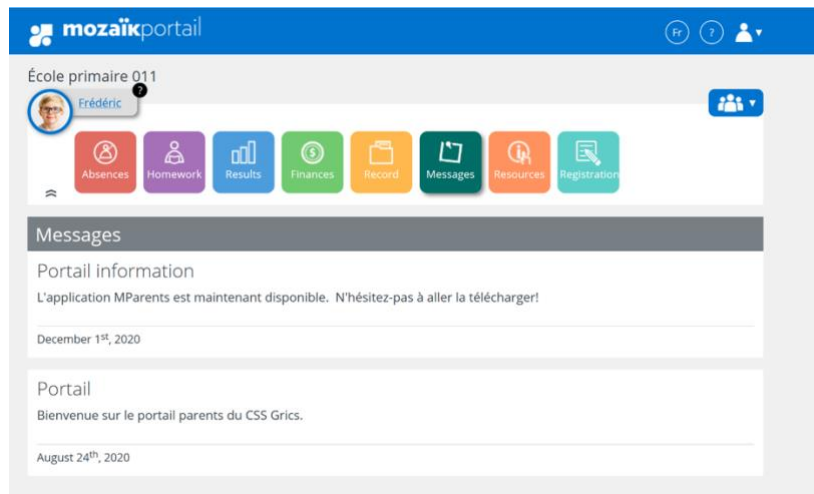 mozaïkportail
Fr ?
École primaire 011
?
Frédéric
Absences Homework Results Finances Record Messages Resources Registration
Messages
Portail information
L'application MParents est maintenant disponible. N'hésitez-pas à aller la télécharger!
December 1st, 2020
Portail
Bienvenue sur le portail parents du CSS Grics.
August 24th, 2020